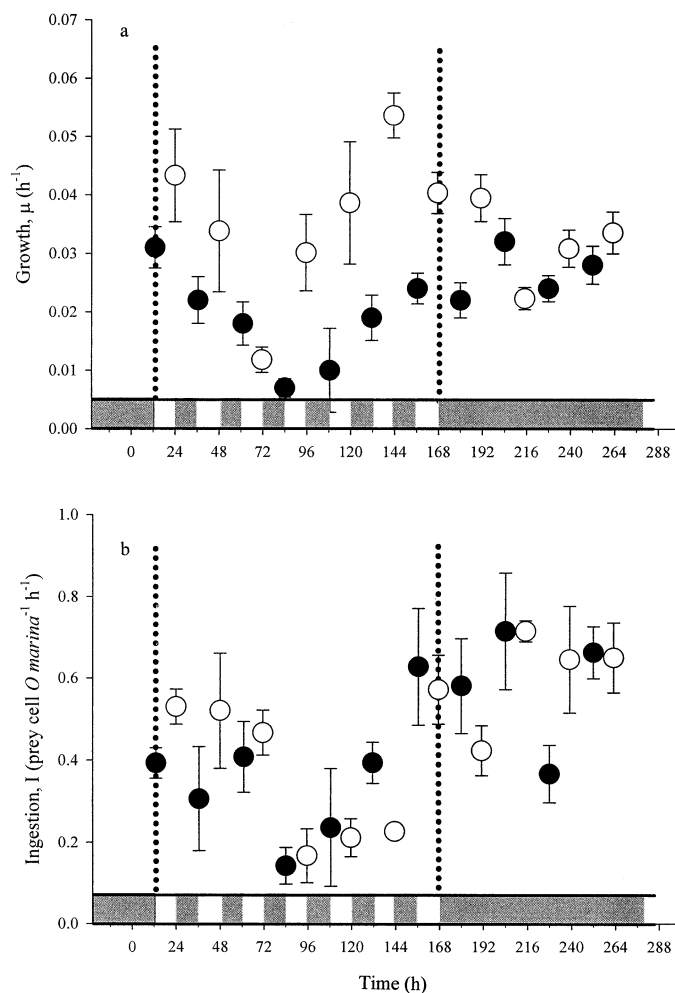 a
0.07
0.06
0.05
0.04
0.03
0.02
0.01
0.00
Growth, μ (h⁻¹)
0 24 48 72 96 120 144 168 192 216 240 264 288
b
1.0
0.8
0.6
0.4
0.2
0.0
Ingestion, I (prey cell O marina⁻¹ h⁻¹)
0 24 48 72 96 120 144 168 192 216 240 264 288
Time (h)